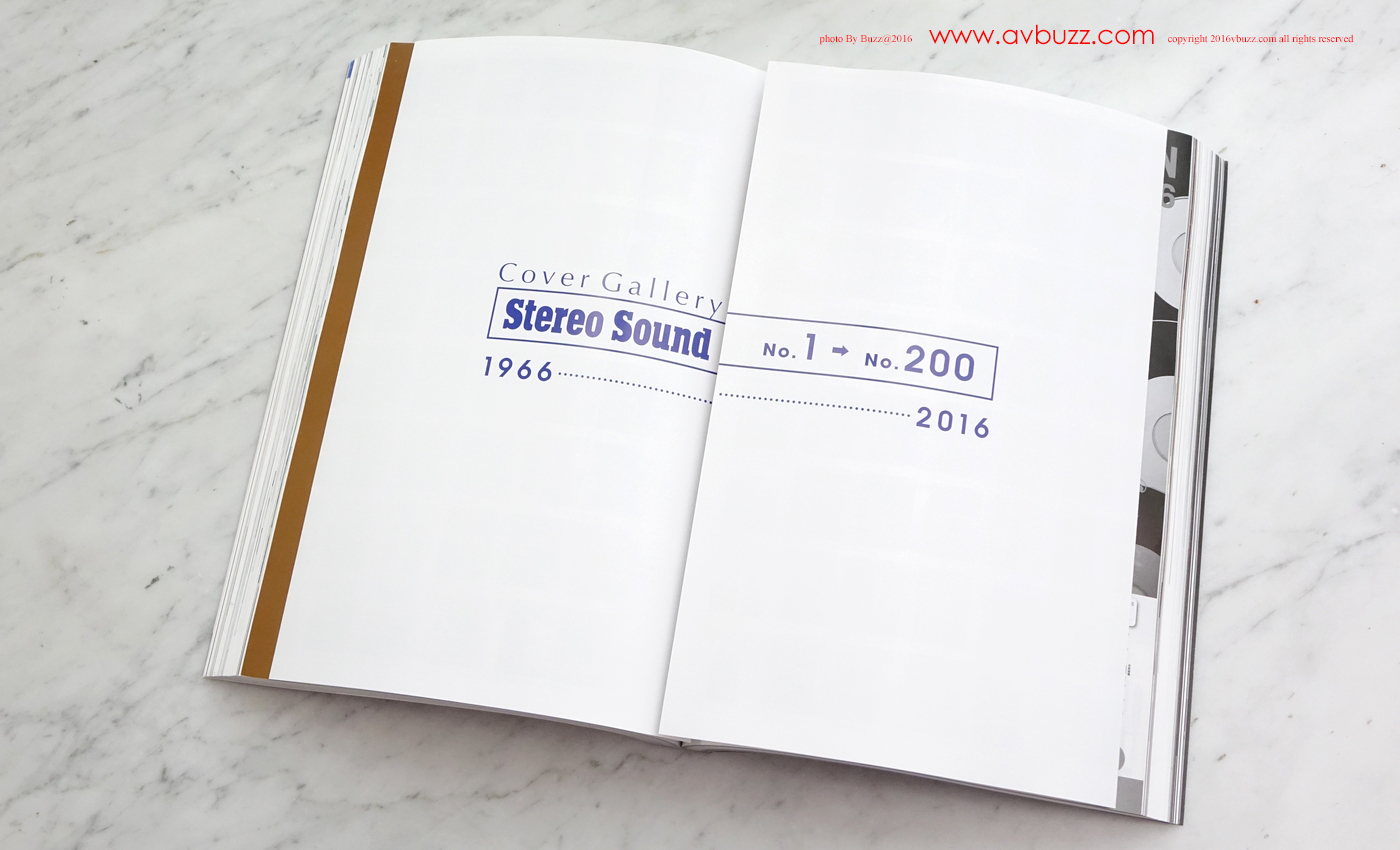 photo By Buzz@2016 www.avbuzz.com copyright 2016vbuzz.com all rights reserved
Cover Gallery
Stereo Sound No.1 ➡ No.200
1966 2016
N
6